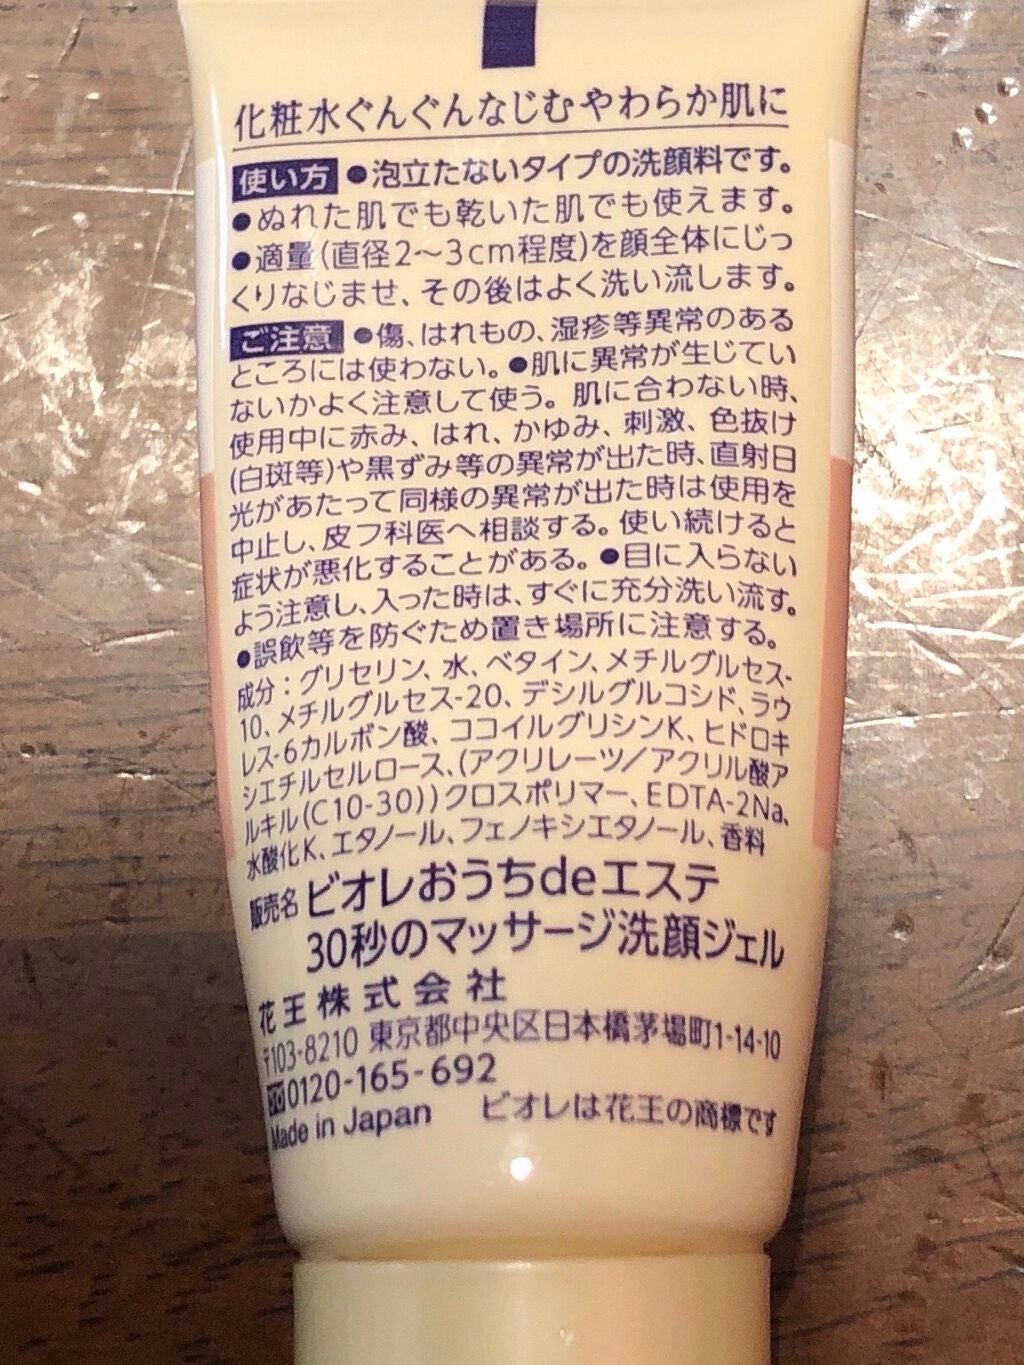 化粧水ぐんぐんなじむやわらか肌に
使い方 ●泡立たないタイプの洗顔料です。
●ぬれた肌でも乾いた肌でも使えます。
●適量(直径2～3cm程度)を顔全体にじっ
くりなじませ、その後はよく洗い流します。
ご注意 ●傷、はれもの、湿疹等異常のある
ところには使わない。●肌に異常が生じてい
ないかよく注意して使う。肌に合わない時、
使用中に赤み、はれ、かゆみ、刺激、色抜け
(白斑等)や黒ずみ等の異常が出た時、直射日
光があたって同様の異常が出た時は使用を
中止し、皮フ科医へ相談する。使い続けると
症状が悪化することがある。●目に入らない
よう注意し、入った時は、すぐに充分洗い流す。
●誤飲等を防ぐため置き場所に注意する。
成分：グリセリン、水、ベタイン、メチルグルセス-
10、メチルグルセス-20、デシルグルコシド、ラウ
レス-6カルボン酸、ココイルグリシンK、ヒドロキ
シエチルセルロース、(アクリレーツ／アクリル酸ア
ルキル(C10-30))クロスポリマー、EDTA-2Na、
水酸化K、エタノール、フェノキシエタノール、香料
販売名 ビオレおうちdeエステ
30秒のマッサージ洗顔ジェル
花王株式会社
〒103-8210 東京都中央区日本橋茅場町1-14-10
0120-165-692
Made in Japan ビオレは花王の商標です